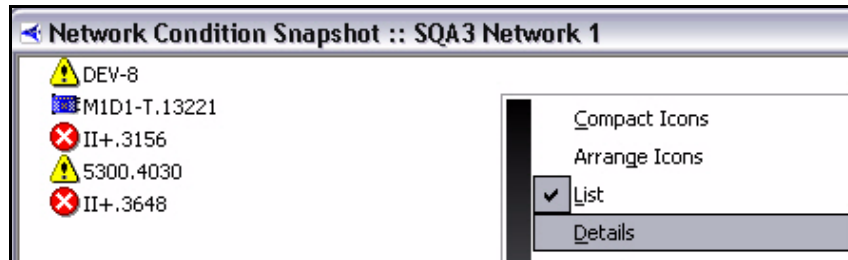 Network Condition Snapshot :: SQA3 Network 1
DEV-8
M1D1-T.13221
II+.3156
5300.4030
II+.3648
Compact Icons
Arrange Icons
List
Details